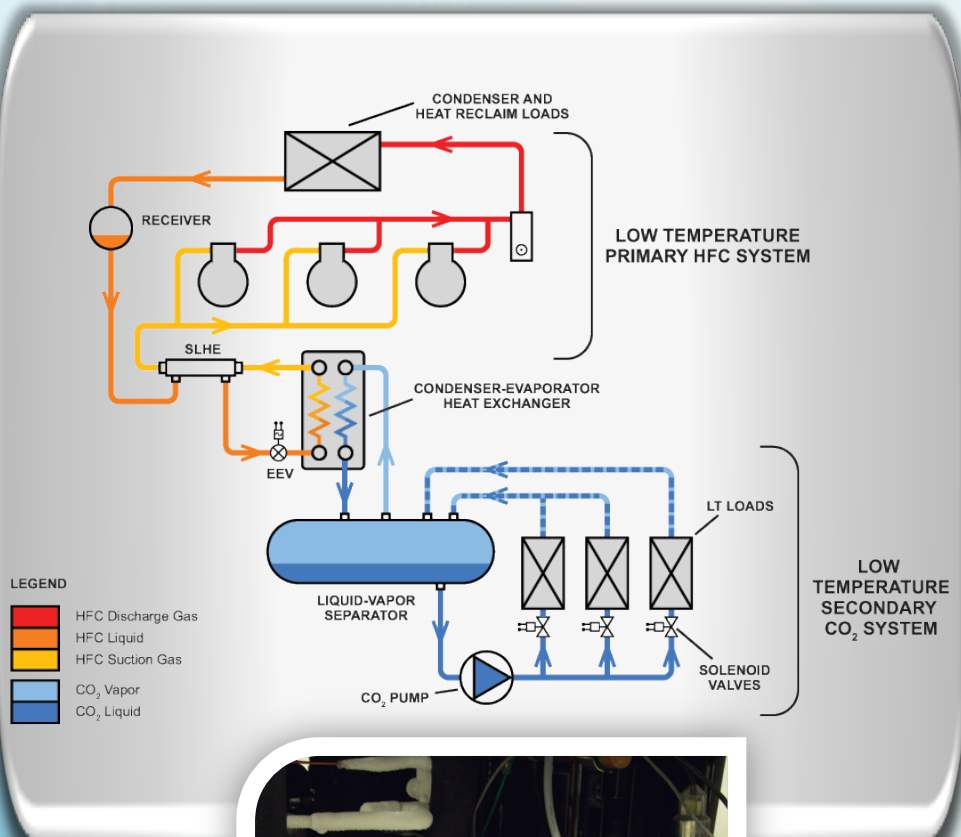 CONDENSER AND
HEAT RECLAIM LOADS
RECEIVER
LOW TEMPERATURE
PRIMARY HFC SYSTEM
SLHE
CONDENSER-EVAPORATOR
HEAT EXCHANGER
EEV
LT LOADS
LIQUID-VAPOR
SEPARATOR
LOW
TEMPERATURE
SECONDARY
CO₂ SYSTEM
SOLENOID
VALVES
CO₂ PUMP
LEGEND
HFC Discharge Gas
HFC Liquid
HFC Suction Gas
CO₂ Vapor
CO₂ Liquid